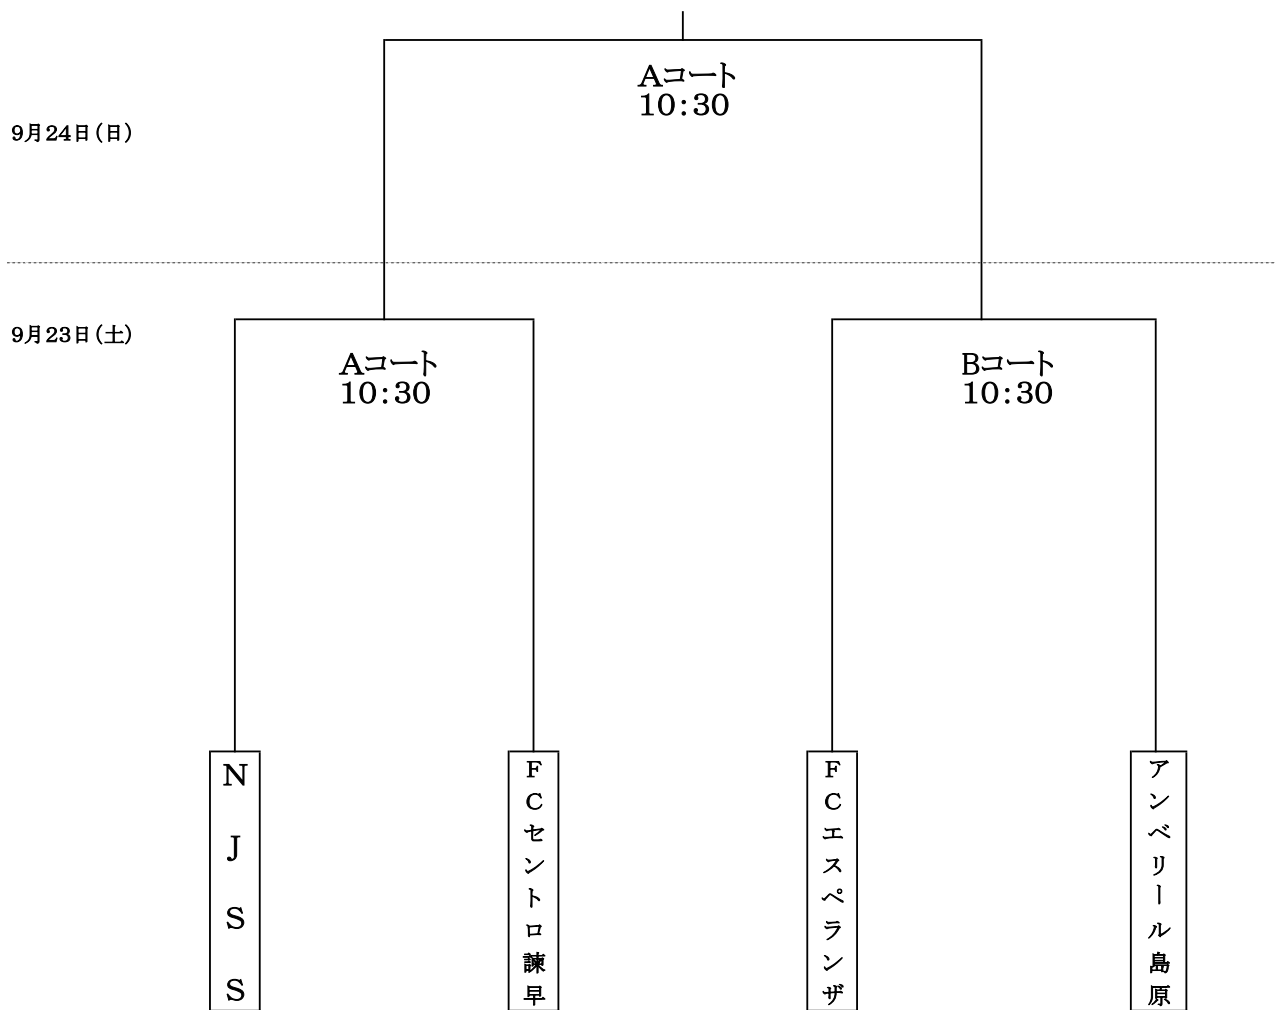 Aコート
10:30
9月24日(日)
9月23日(土)
Aコート
10:30
Bコート
10:30
NJSS
FCセントロ諫早
FCエスペランザ
アンベリール島原